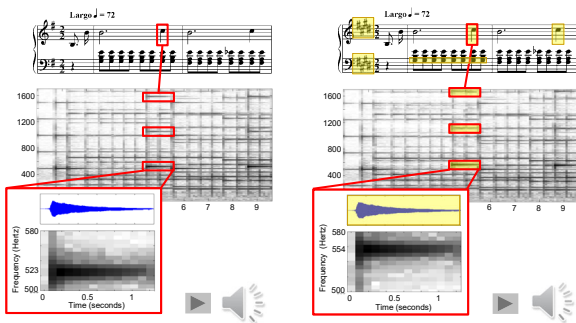 Largo ♩ = 72
Largo ♩ = 72
1600
1200
800
400
6 7 8 9
1600
1200
800
400
6 7 8 9
580
523
500
Frequency (Hertz)
0 0.5 1
Time (seconds)
580
554
500
Frequency (Hertz)
0 0.5 1
Time (seconds)